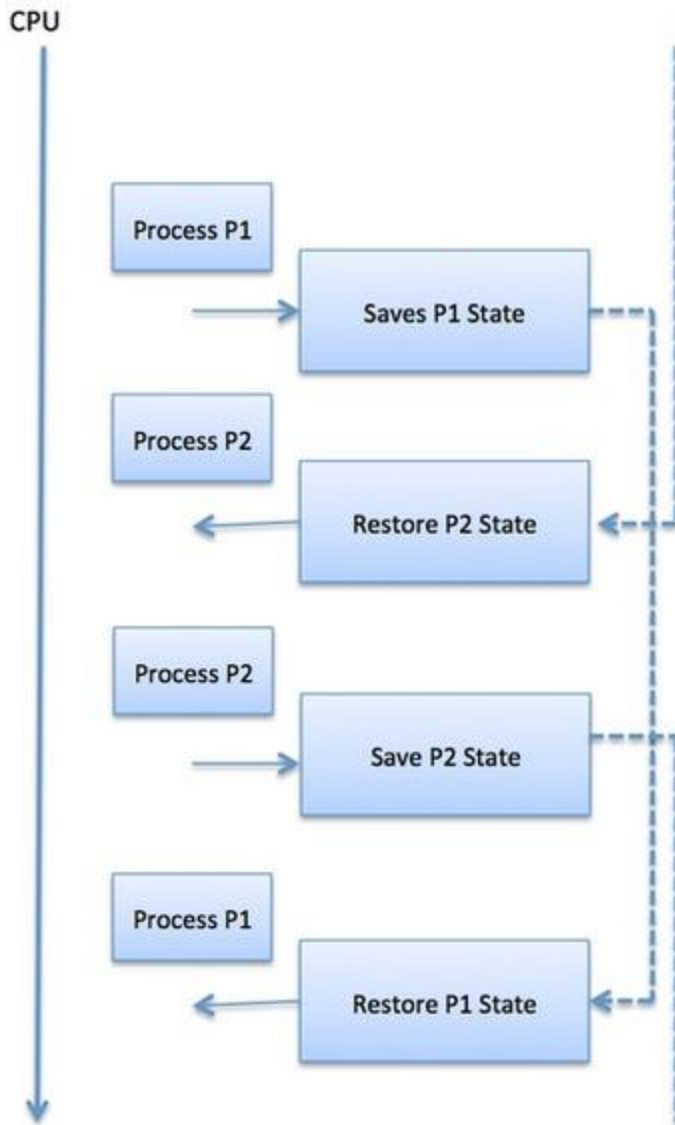 CPU
Process P1
Saves P1 State
Process P2
Restore P2 State
Process P2
Save P2 State
Process P1
Restore P1 State